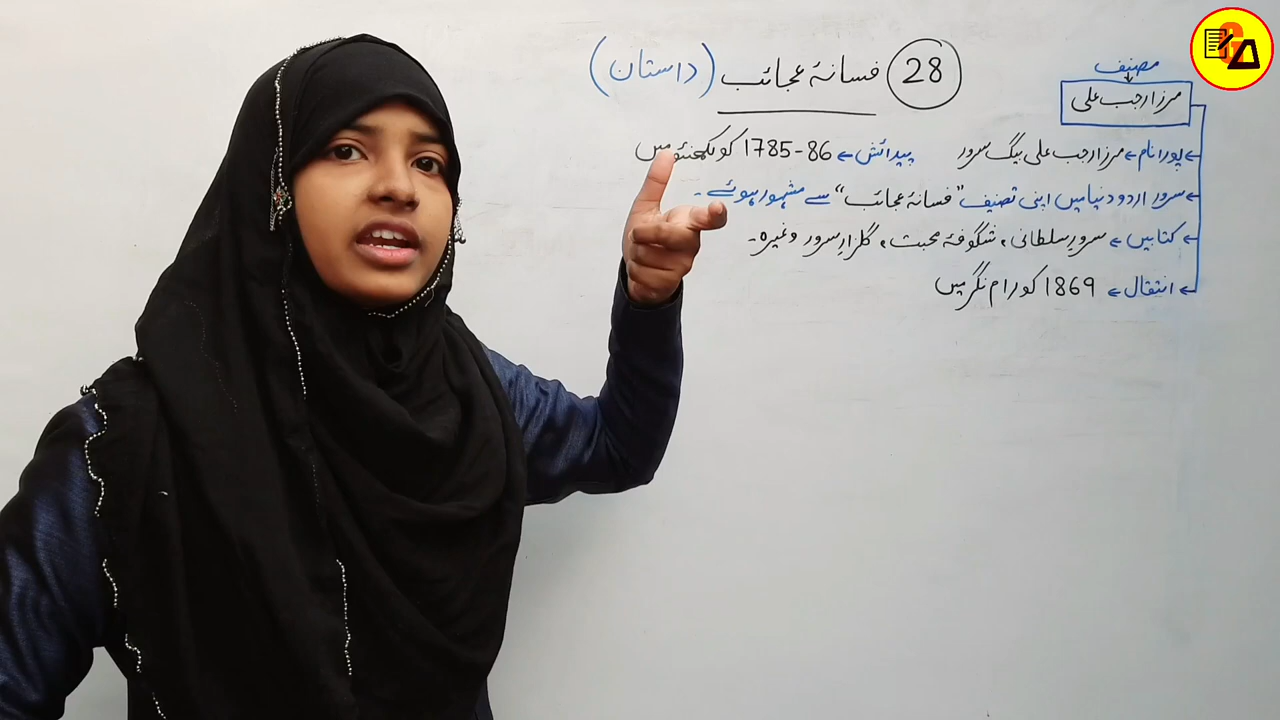 28 فسانۂ عجائب (داستان)
مصنف
مرزا رجب علی
پورا نام ← مرزا رجب علی بیگ سرور پیدائش ← 86-1785 کو لکھنئو میں
سرور اردو دنیا میں اپنی تصنیف "فسانۂ عجائب" سے مشہور ہوئے۔
کتابیں ← سرورِ سلطانی، شگوفۂ محبت، گلزارِ سرور وغیرہ۔
انتقال ← 1869 کو رام نگر میں